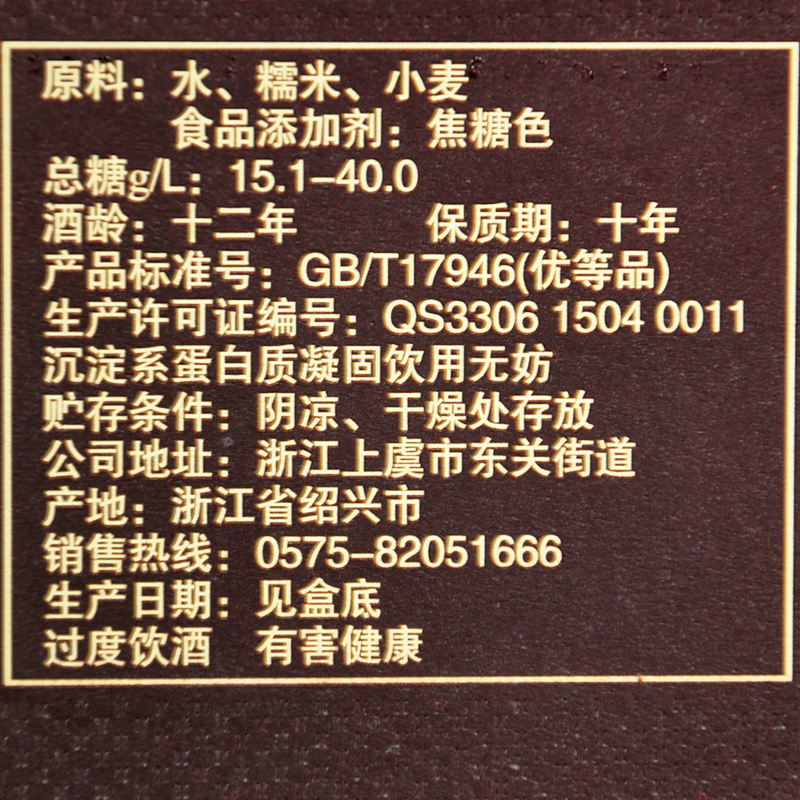 原料：水、糯米、小麦
食品添加剂：焦糖色
总糖g/L：15.1–40.0
酒龄：十二年 保质期：十年
产品标准号：GB/T17946(优等品)
生产许可证编号：QS3306 1504 0011
沉淀系蛋白质凝固饮用无妨
贮存条件：阴凉、干燥处存放
公司地址：浙江上虞市东关街道
产地：浙江省绍兴市
销售热线：0575–82051666
生产日期：见盒底
过度饮酒 有害健康